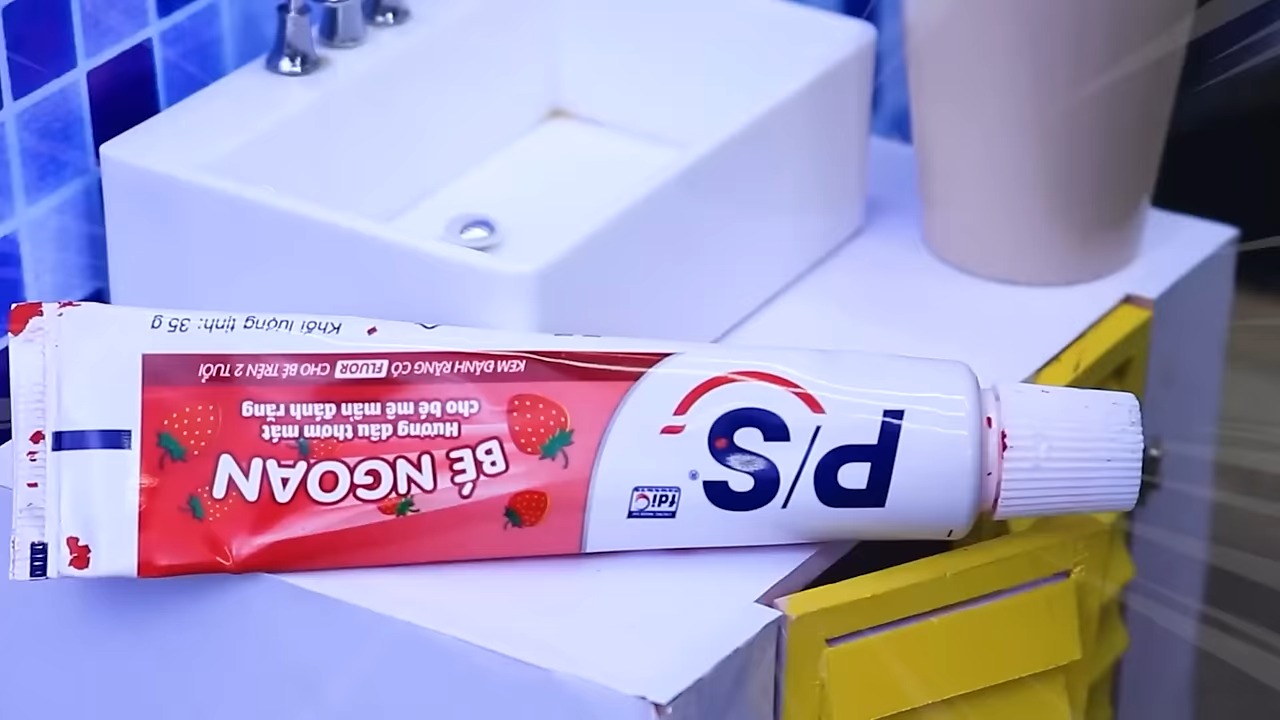 P/S
BÉ NGOAN
Hương dâu thơm mát
cho bé mê mẩn đánh răng
KEM ĐÁNH RĂNG CÓ FLUOR CHO BÉ TRÊN 2 TUỔI
Khối lượng tịnh: 35 g